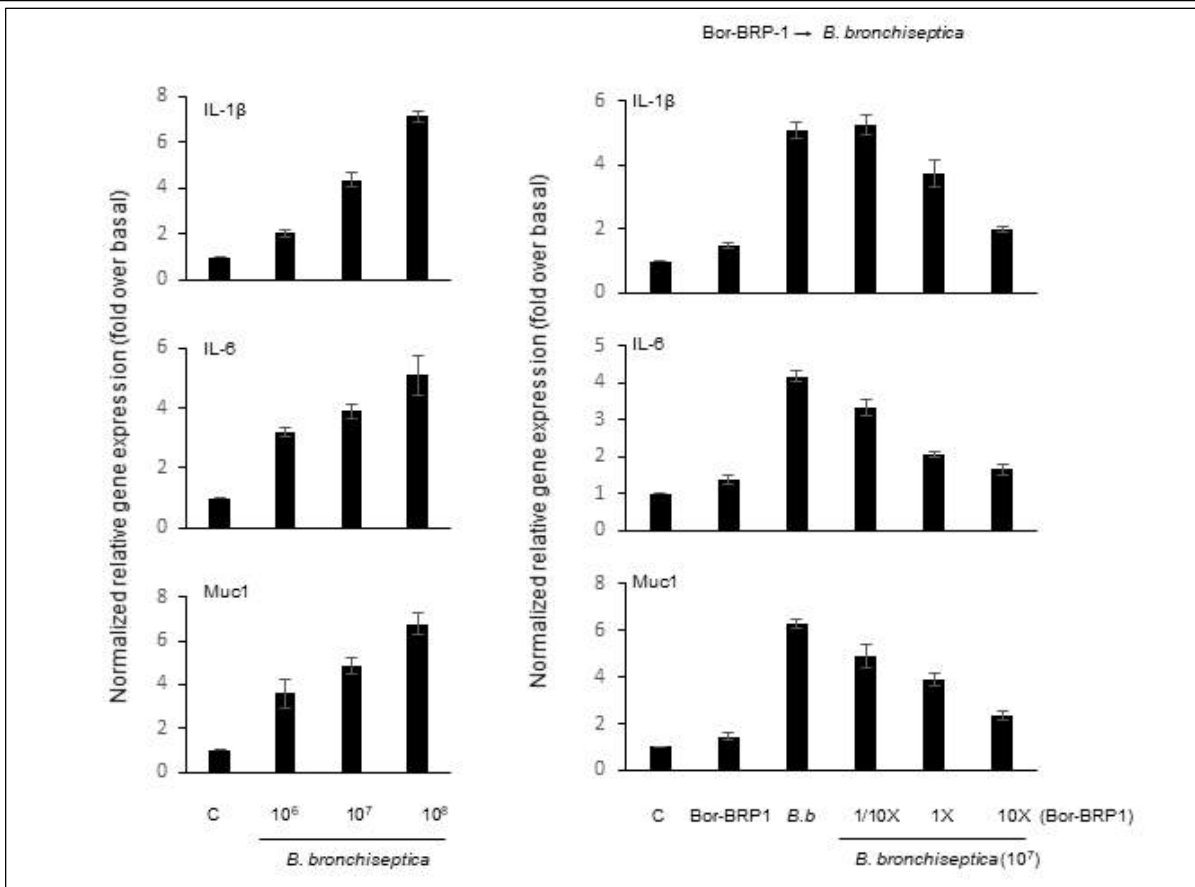 Bor-BRP-1 → B. bronchiseptica
Normalized relative gene expression (fold over basal)
IL-1β
8
6
4
2
0
IL-6
6
4
2
0
Muc1
8
6
4
2
0
C 10⁶ 10⁷ 10⁸
B. bronchiseptica
Normalized relative gene expression (fold over basal)
IL-1β
6
4
2
0
IL-6
5
4
3
2
1
0
Muc1
8
6
4
2
0
C Bor-BRP1 B.b 1/10X 1X 10X (Bor-BRP1)
B. bronchiseptica (10⁷)